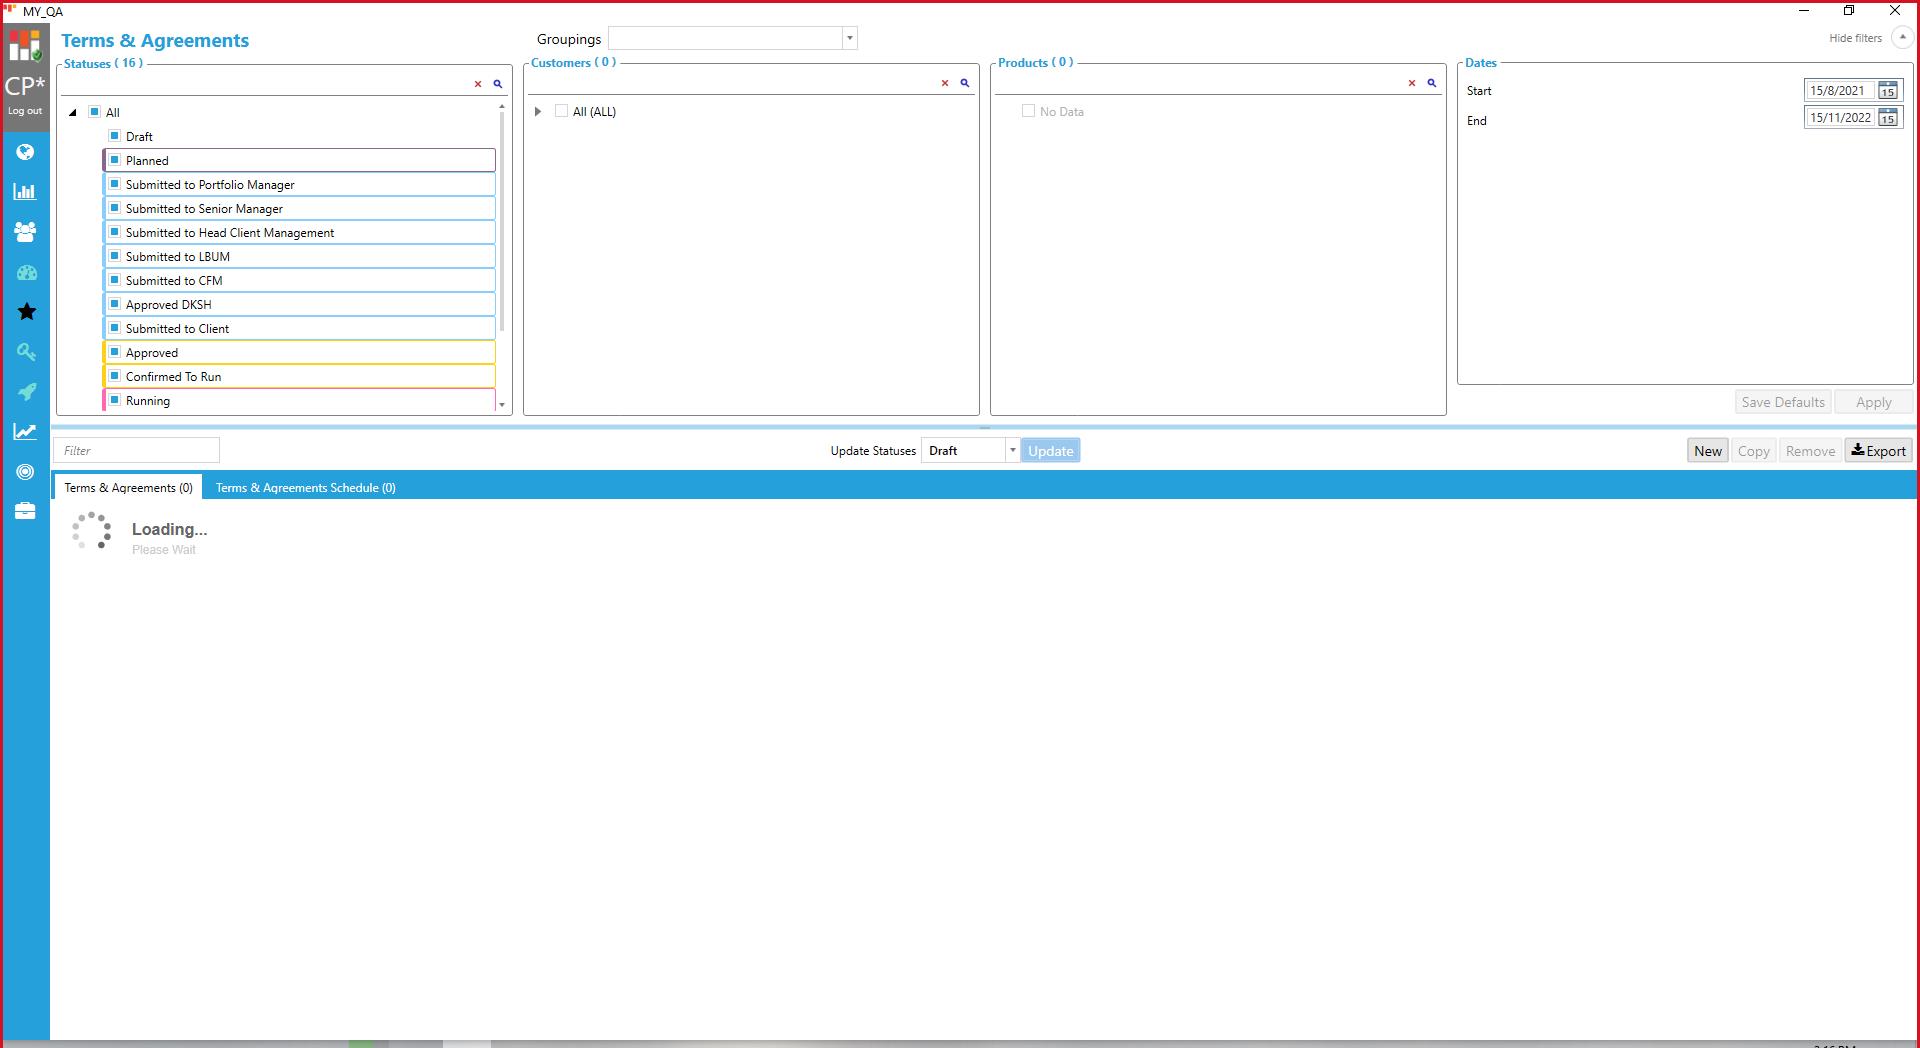 MY_QA
Terms & Agreements
Groupings
Hide filters
CP*
Log out
Statuses ( 16 )
All
Draft
Planned
Submitted to Portfolio Manager
Submitted to Senior Manager
Submitted to Head Client Management
Submitted to LBUM
Submitted to CFM
Approved DKSH
Submitted to Client
Approved
Confirmed To Run
Running
Customers ( 0 )
All (ALL)
Products ( 0 )
No Data
Dates
Start 15/8/2021 15
End 15/11/2022 15
Save Defaults Apply
Filter
Update Statuses Draft Update
New Copy Remove Export
Terms & Agreements (0) Terms & Agreements Schedule (0)
Loading...
Please Wait